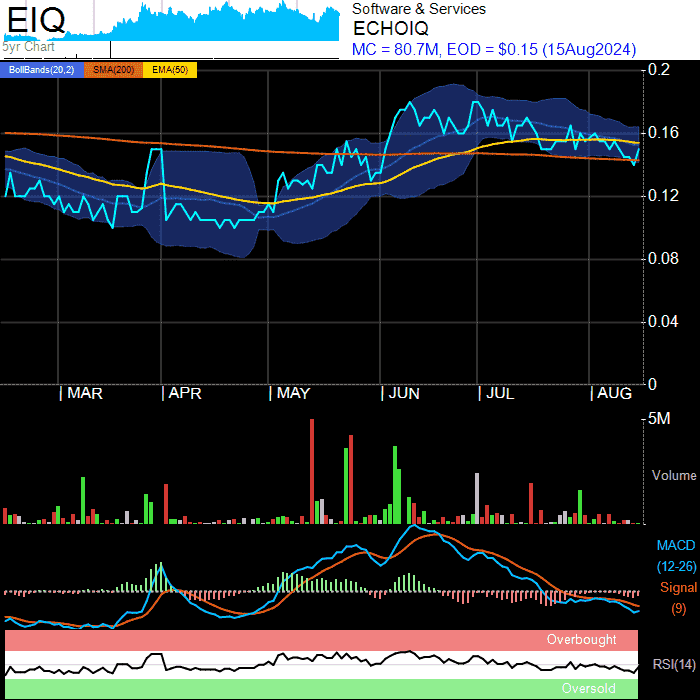 EIQ
5yr Chart
Software & Services
ECHOIQ
MC = 80.7M, EOD = $0.15 (15Aug2024)
BollBands(20,2) SMA(200) EMA(50)
0.2
0.16
0.12
0.08
0.04
0
MAR APR MAY JUN JUL AUG
5M
Volume
MACD
(12-26)
Signal
(9)
Overbought
RSI(14)
Oversold